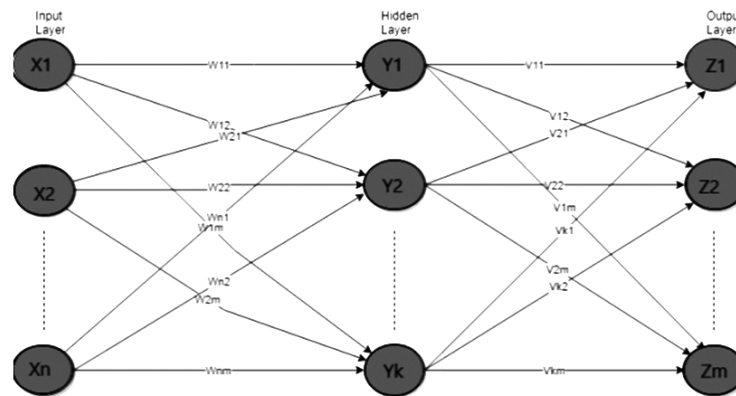 Input
Layer
Hidden
Layer
Output
Layer
X1
W11
Y1
V11
Z1
W12
W21
V12
V21
X2
W22
Y2
V22
Z2
Wn1
W1m
V1m
Vk1
Wn2
W2m
V2m
Vk2
Xn
Wnm
Yk
Vkm
Zm